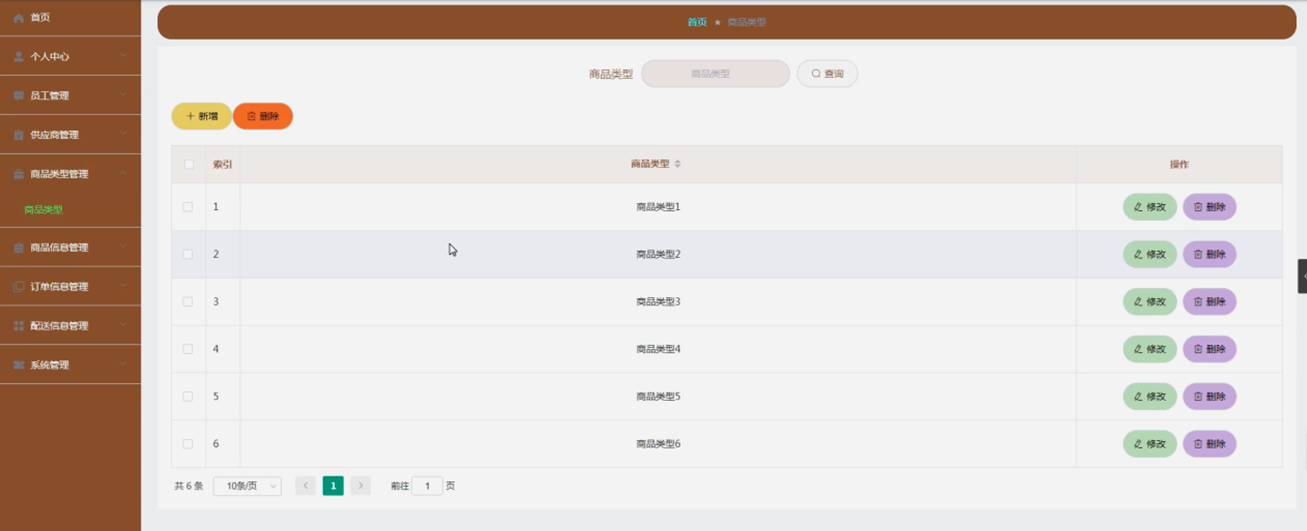 首页
个人中心
员工管理
供应商管理
商品类型管理
商品类型
商品信息管理
订单信息管理
配送信息管理
系统管理
首页 ★ 商品类型
商品类型 商品类型 查询
新增 删除
索引 商品类型 操作
1 商品类型1 修改 删除
2 商品类型2 修改 删除
3 商品类型3 修改 删除
4 商品类型4 修改 删除
5 商品类型5 修改 删除
6 商品类型6 修改 删除
共 6 条 10条/页 1 前往 1 页